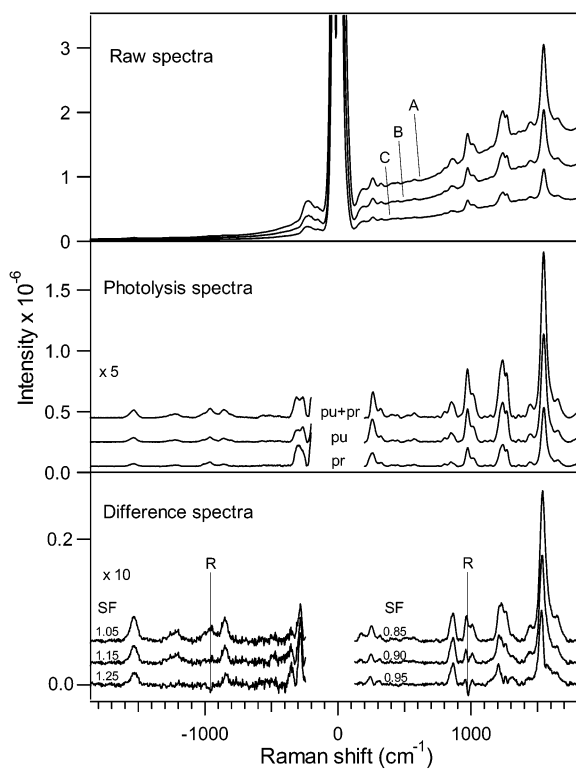 Raw spectra
3
2
1
0
A
B
C
Photolysis spectra
1.5
1.0
0.5
0.0
x 5
pu+pr
pu
pr
Intensity x 10-6
Difference spectra
0.2
0.0
x 10
R
R
SF
SF
1.05
0.85
1.15
0.90
1.25
0.95
-1000
0
1000
Raman shift (cm-1)